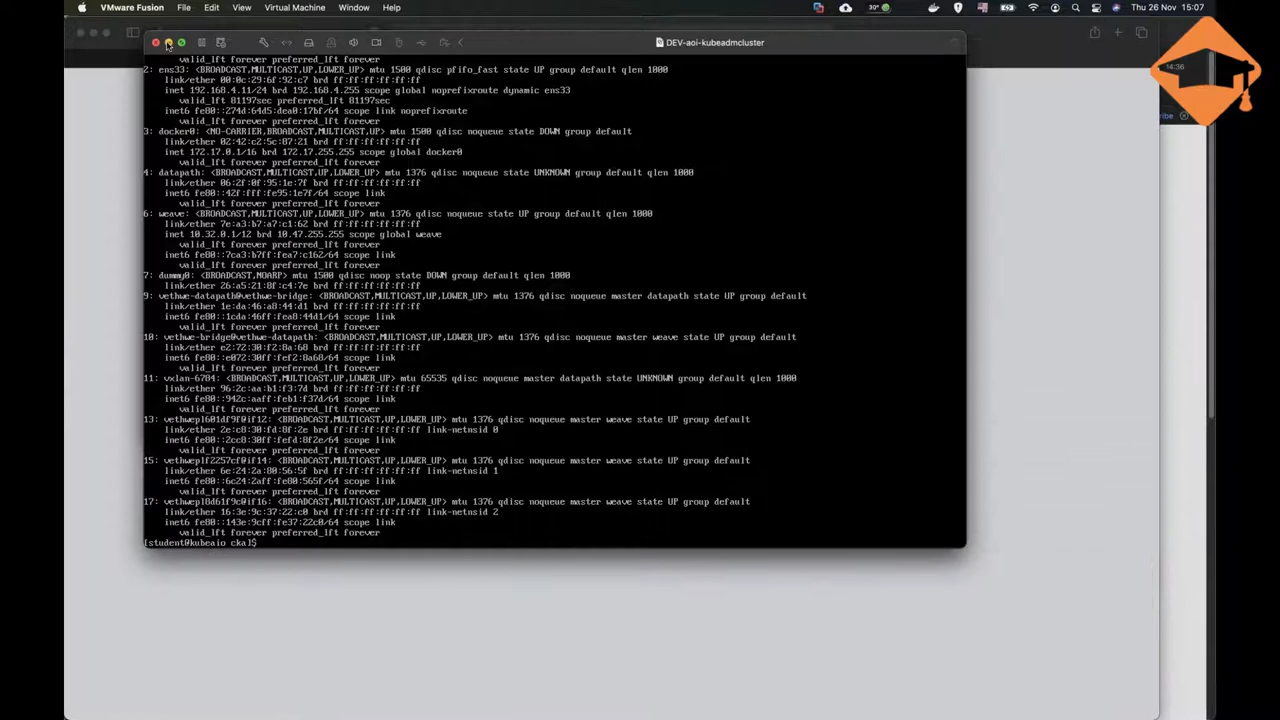 VMware Fusion File Edit View Virtual Machine Window Help 30° Thu 26 Nov 15:07
DEV-aoi-kubeadmcluster
14:36
valid_lft forever preferred_lft forever
2: ens33: <BROADCAST,MULTICAST,UP,LOWER_UP> mtu 1500 qdisc pfifo_fast state UP group default qlen 1000
link/ether 00:0c:29:6f:92:c7 brd ff:ff:ff:ff:ff:ff
inet 192.168.4.11/24 brd 192.168.4.255 scope global noprefixroute dynamic ens33
valid_lft 81197sec preferred_lft 81197sec
inet6 fe80::274d:64d5:dea0:17bf/64 scope link noprefixroute
valid_lft forever preferred_lft forever
3: docker0: <NO-CARRIER,BROADCAST,MULTICAST,UP> mtu 1500 qdisc noqueue state DOWN group default
link/ether 02:42:c2:5c:87:21 brd ff:ff:ff:ff:ff:ff
inet 172.17.0.1/16 brd 172.17.255.255 scope global docker0
valid_lft forever preferred_lft forever
4: datapath: <BROADCAST,MULTICAST,UP,LOWER_UP> mtu 1376 qdisc noqueue state UNKNOWN group default qlen 1000
link/ether 06:2f:0f:95:1e:7f brd ff:ff:ff:ff:ff:ff
inet6 fe80::42f:fff:fe95:1e7f/64 scope link
valid_lft forever preferred_lft forever
6: weave: <BROADCAST,MULTICAST,UP,LOWER_UP> mtu 1376 qdisc noqueue state UP group default qlen 1000
link/ether 7e:a3:b7:a7:c1:62 brd ff:ff:ff:ff:ff:ff
inet 10.32.0.1/12 brd 10.47.255.255 scope global weave
valid_lft forever preferred_lft forever
inet6 fe80::7ca3:b7ff:fea7:c162/64 scope link
valid_lft forever preferred_lft forever
7: dummy0: <BROADCAST,NOARP> mtu 1500 qdisc noop state DOWN group default qlen 1000
link/ether 26:a5:21:8f:c4:7e brd ff:ff:ff:ff:ff:ff
9: vethwe-datapath@vethwe-bridge: <BROADCAST,MULTICAST,UP,LOWER_UP> mtu 1376 qdisc noqueue master datapath state UP group default
link/ether 1e:da:46:a8:44:d1 brd ff:ff:ff:ff:ff:ff
inet6 fe80::1cda:46ff:fea8:44d1/64 scope link
valid_lft forever preferred_lft forever
10: vethwe-bridge@vethwe-datapath: <BROADCAST,MULTICAST,UP,LOWER_UP> mtu 1376 qdisc noqueue master weave state UP group default
link/ether e2:72:30:f2:8a:68 brd ff:ff:ff:ff:ff:ff
inet6 fe80::e072:30ff:fef2:8a68/64 scope link
valid_lft forever preferred_lft forever
11: vxlan-6784: <BROADCAST,MULTICAST,UP,LOWER_UP> mtu 65535 qdisc noqueue master datapath state UNKNOWN group default qlen 1000
link/ether 96:2c:aa:b1:f3:7d brd ff:ff:ff:ff:ff:ff
inet6 fe80::942c:aaff:feb1:f37d/64 scope link
valid_lft forever preferred_lft forever
13: vethwepl601df9f@if12: <BROADCAST,MULTICAST,UP,LOWER_UP> mtu 1376 qdisc noqueue master weave state UP group default
link/ether 2e:c8:30:fd:8f:2e brd ff:ff:ff:ff:ff:ff link-netnsid 0
inet6 fe80::2cc8:30ff:fefd:8f2e/64 scope link
valid_lft forever preferred_lft forever
15: vethweplf2257cf@if14: <BROADCAST,MULTICAST,UP,LOWER_UP> mtu 1376 qdisc noqueue master weave state UP group default
link/ether 6e:24:2a:80:56:5f brd ff:ff:ff:ff:ff:ff link-netnsid 1
inet6 fe80::6c24:2aff:fe80:565f/64 scope link
valid_lft forever preferred_lft forever
17: vethwepl8d61f9c@if16: <BROADCAST,MULTICAST,UP,LOWER_UP> mtu 1376 qdisc noqueue master weave state UP group default
link/ether 16:3e:9c:37:22:c0 brd ff:ff:ff:ff:ff:ff link-netnsid 2
inet6 fe80::143e:9cff:fe37:22c0/64 scope link
valid_lft forever preferred_lft forever
[student@kubeaio cka]$